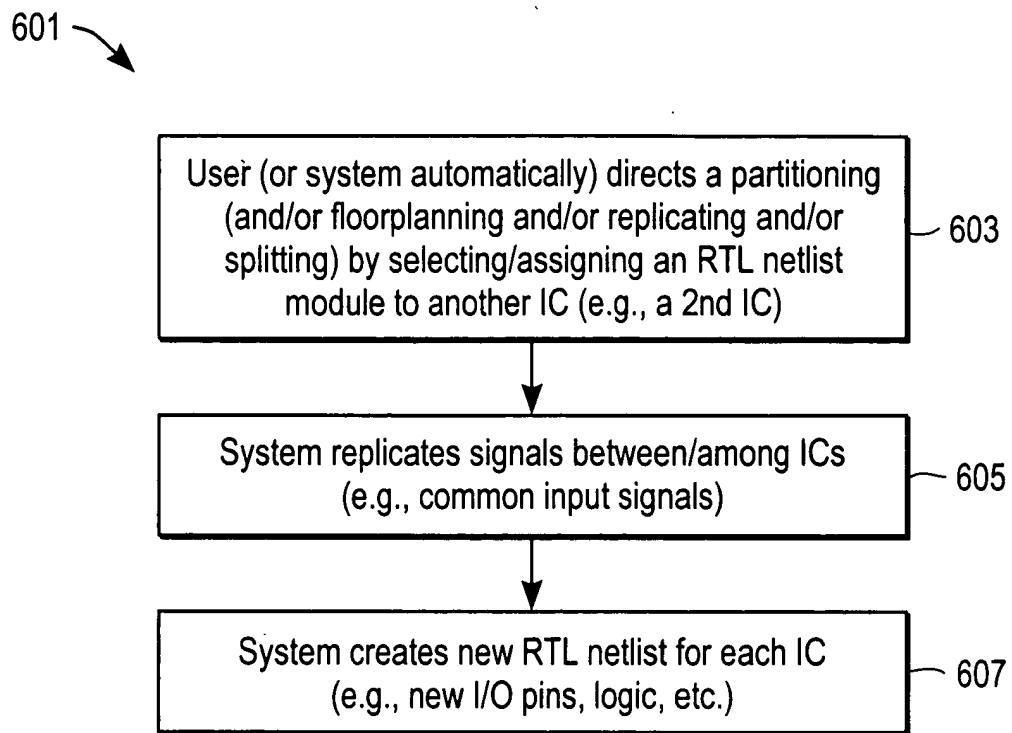 601
User (or system automatically) directs a partitioning
(and/or floorplanning and/or replicating and/or
splitting) by selecting/assigning an RTL netlist
module to another IC (e.g., a 2nd IC)
603
System replicates signals between/among ICs
(e.g., common input signals)
605
System creates new RTL netlist for each IC
(e.g., new I/O pins, logic, etc.)
607